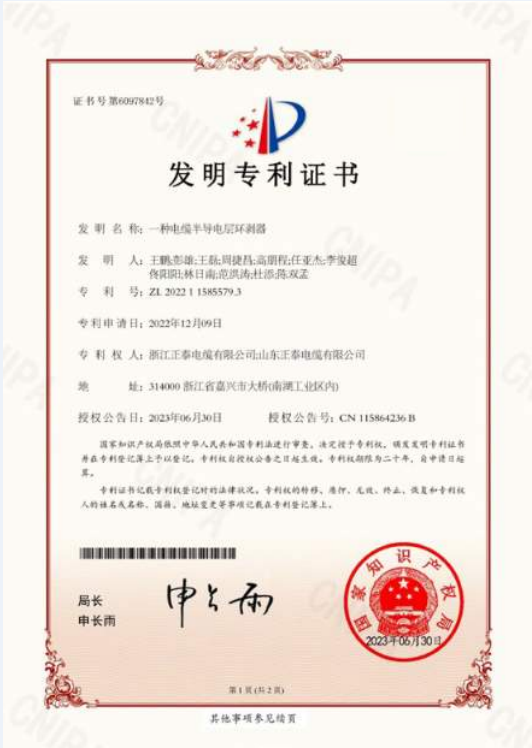 证书号第6097842号
发明专利证书
发明名称：一种电缆半导电层环剥器
发明人：王鹏;彭雄;王磊;周捷昌;高朋程;任亚杰;李俊超
佟阳阳;林日南;范洪涛;杜添;陈双孟
专利号：ZL 2022 1 1585579.3
专利申请日：2022年12月09日
专利权人：浙江正泰电缆有限公司;山东正泰电缆有限公司
地址：314000 浙江省嘉兴市大桥(南湖工业区内)
授权公告日：2023年06月30日 授权公告号：CN 115864236 B
国家知识产权局依照中华人民共和国专利法进行审查，决定授予专利权，颁发发明专利证书
并在专利登记簿上予以登记。专利权自授权公告之日起生效。专利权期限为二十年，自申请日起
算。
专利证书记载专利权登记时的法律状况。专利权的转移、质押、无效、终止、恢复和专利权
人的姓名或名称、国籍、地址变更等事项记载在专利登记簿上。
局长
申长雨
申长雨
国家知识产权局
2023年06月30日
第 1 页 (共 2 页)
其他事项参见续页
CNIPA